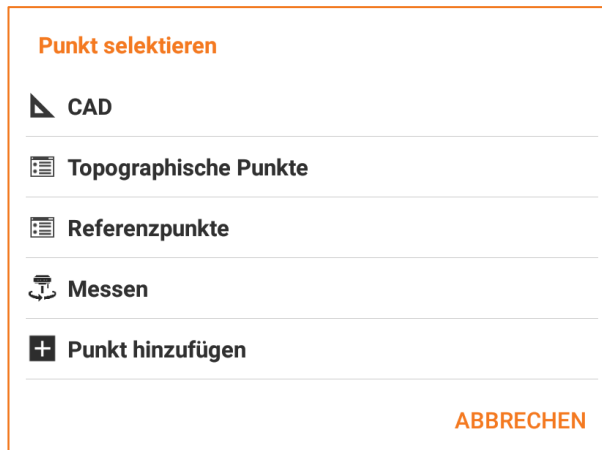 Punkt selektieren
CAD
Topographische Punkte
Referenzpunkte
Messen
Punkt hinzufügen
ABBRECHEN